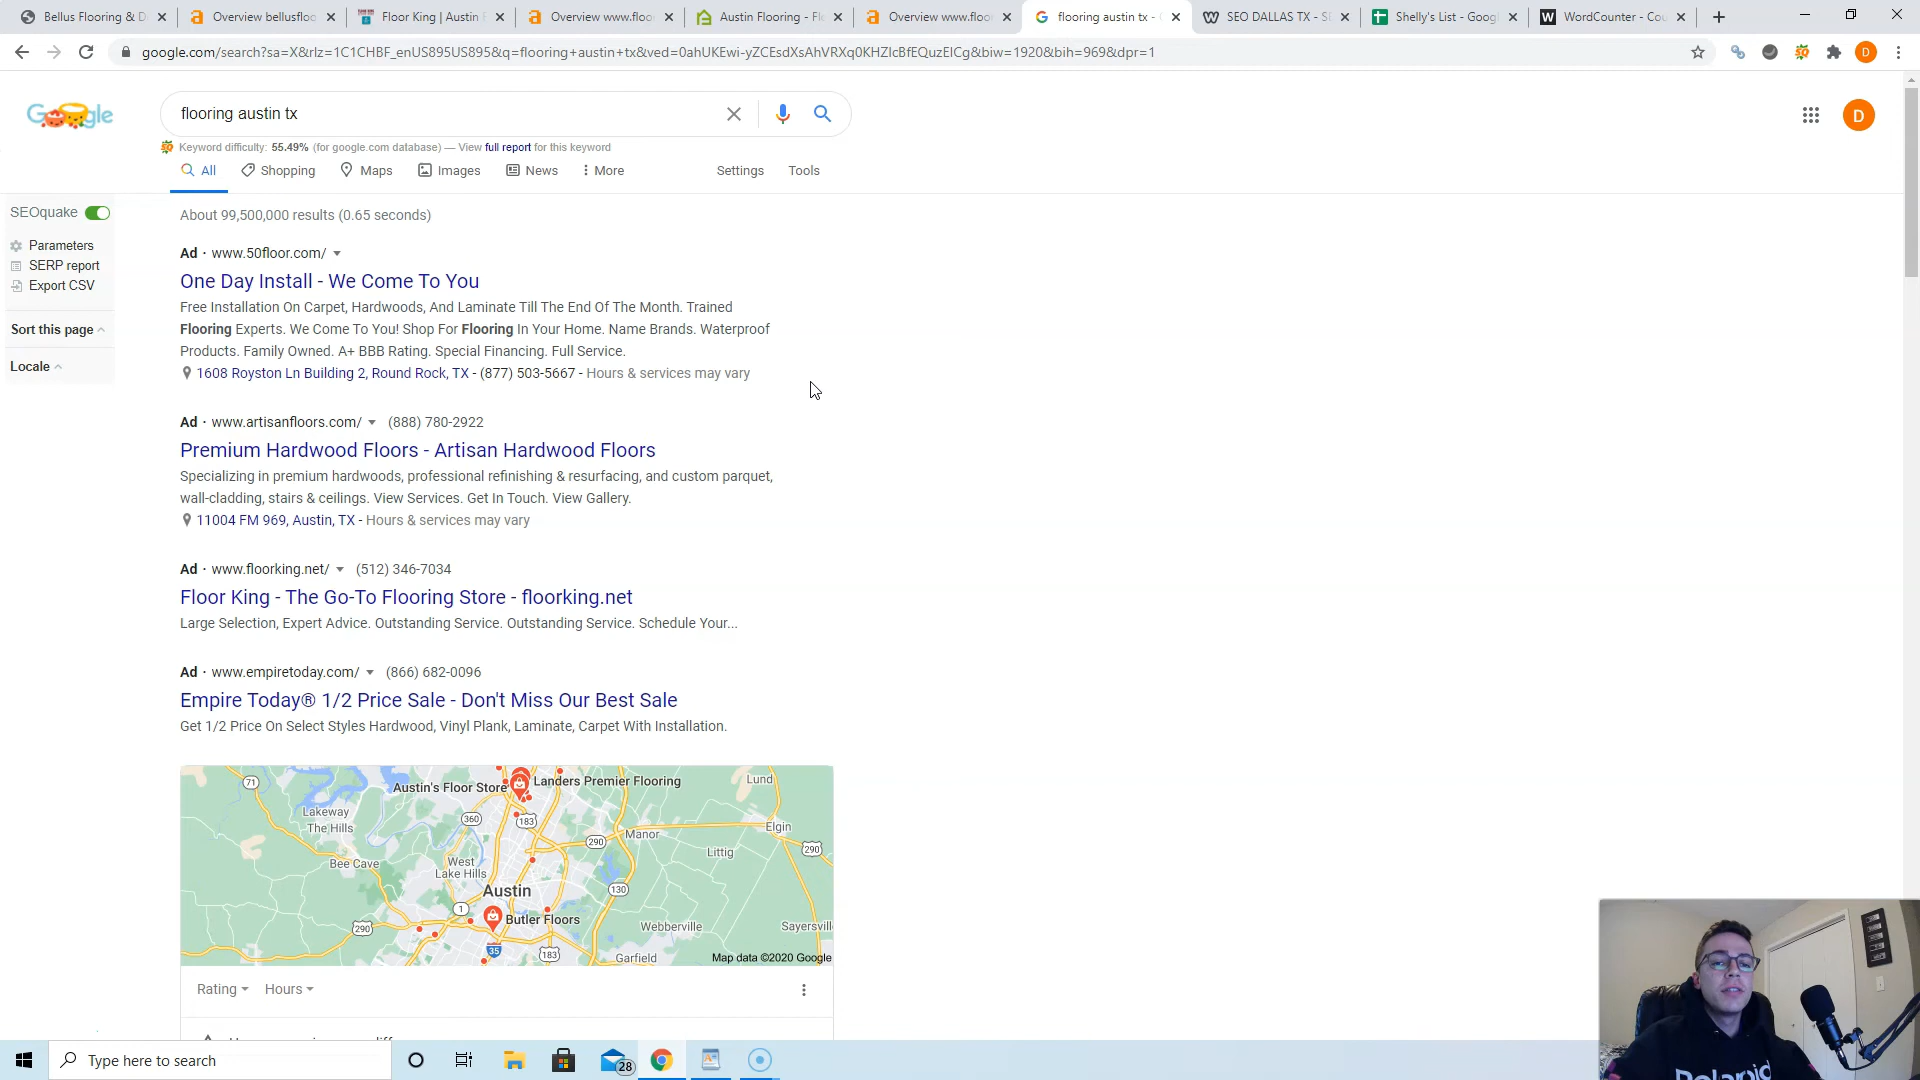 Bellus Flooring & D
Overview bellusfloo
Floor King | Austin F
Overview www.floo
Austin Flooring - Fl
Overview www.floo
flooring austin tx -
SEO DALLAS TX - S
Shelly's List - Goog
WordCounter - Cou
google.com/search?sa=X&rlz=1C1CHBF_enUS895US895&q=flooring+austin+tx&ved=0ahUKEwi-yZCEsdXsAhVRXq0KHZIcBfEQuzEICg&biw=1920&bih=969&dpr=1
D
Google
flooring austin tx
D
Keyword difficulty: 55.49% (for google.com database) — View full report for this keyword
All
Shopping
Maps
Images
News
More
Settings
Tools
SEOquake
Parameters
SERP report
Export CSV
Sort this page
Locale
About 99,500,000 results (0.65 seconds)
Ad · www.50floor.com/
One Day Install - We Come To You
Free Installation On Carpet, Hardwoods, And Laminate Till The End Of The Month. Trained
Flooring Experts. We Come To You! Shop For Flooring In Your Home. Name Brands. Waterproof
Products. Family Owned. A+ BBB Rating. Special Financing. Full Service.
1608 Royston Ln Building 2, Round Rock, TX - (877) 503-5667 - Hours & services may vary
Ad · www.artisanfloors.com/ (888) 780-2922
Premium Hardwood Floors - Artisan Hardwood Floors
Specializing in premium hardwoods, professional refinishing & resurfacing, and custom parquet,
wall-cladding, stairs & ceilings. View Services. Get In Touch. View Gallery.
11004 FM 969, Austin, TX - Hours & services may vary
Ad · www.floorking.net/ (512) 346-7034
Floor King - The Go-To Flooring Store - floorking.net
Large Selection, Expert Advice. Outstanding Service. Outstanding Service. Schedule Your...
Ad · www.empiretoday.com/ (866) 682-0096
Empire Today® 1/2 Price Sale - Don't Miss Our Best Sale
Get 1/2 Price On Select Styles Hardwood, Vinyl Plank, Laminate, Carpet With Installation.
71
Austin's Floor Store
Landers Premier Flooring
Lund
Lakeway
The Hills
360
183
290
Manor
Elgin
Bee Cave
West
Lake Hills
Littig
290
Austin
130
1
Butler Floors
Webberville
Sayersvill
290
35
183
Garfield
Map data ©2020 Google
Rating
Hours
Type here to search
28
Polaroid